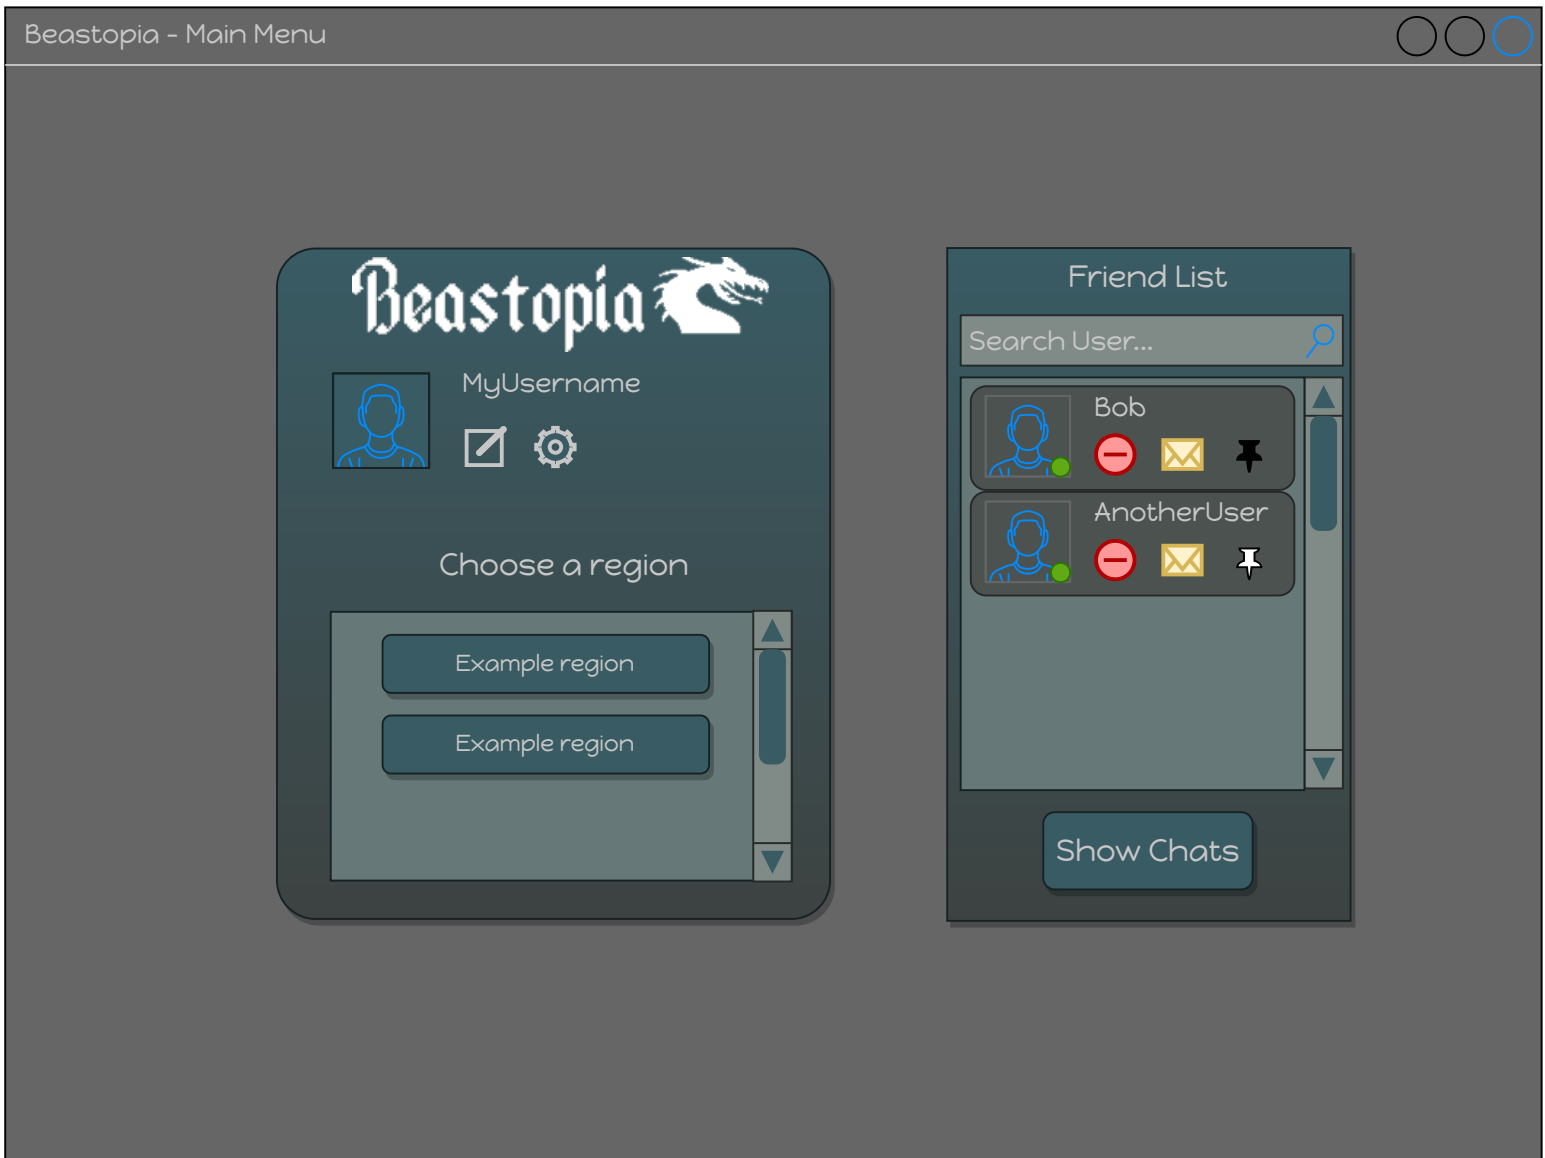 Beastopia - Main Menu
Beastopia
MyUsername
Choose a region
Example region
Example region
Friend List
Search User...
Bob
AnotherUser
Show Chats